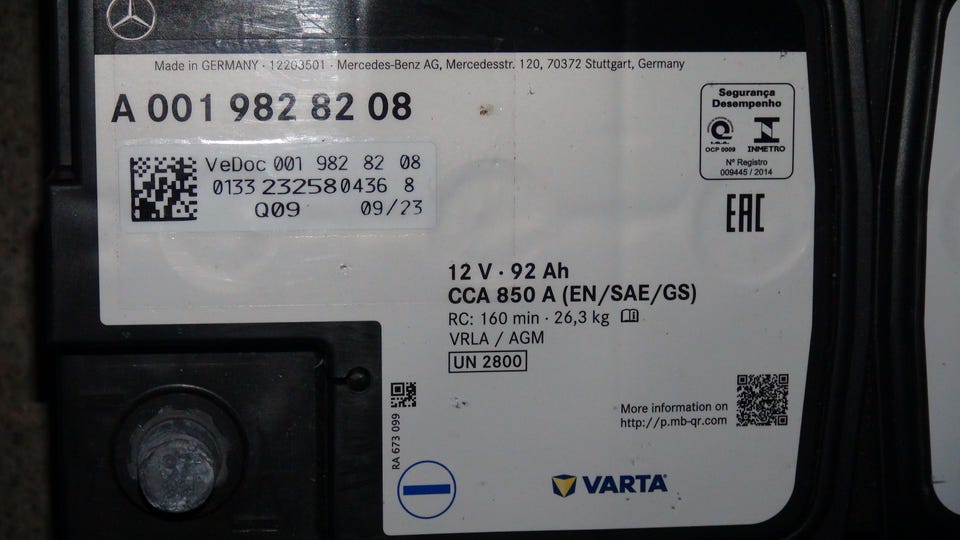 Made in GERMANY · 12203501 · Mercedes-Benz AG, Mercedesstr. 120, 70372 Stuttgart, Germany
A 001 982 82 08
VeDoc 001 982 82 08
0133 232580436 8
Q09 09/23
Segurança
Desempenho
OCP 0009 INMETRO
Nº Registro
009445 / 2014
EAC
12 V · 92 Ah
CCA 850 A (EN/SAE/GS)
RC: 160 min · 26,3 kg
VRLA / AGM
UN 2800
RA 673 099
More information on
http://p.mb-qr.com
VARTA